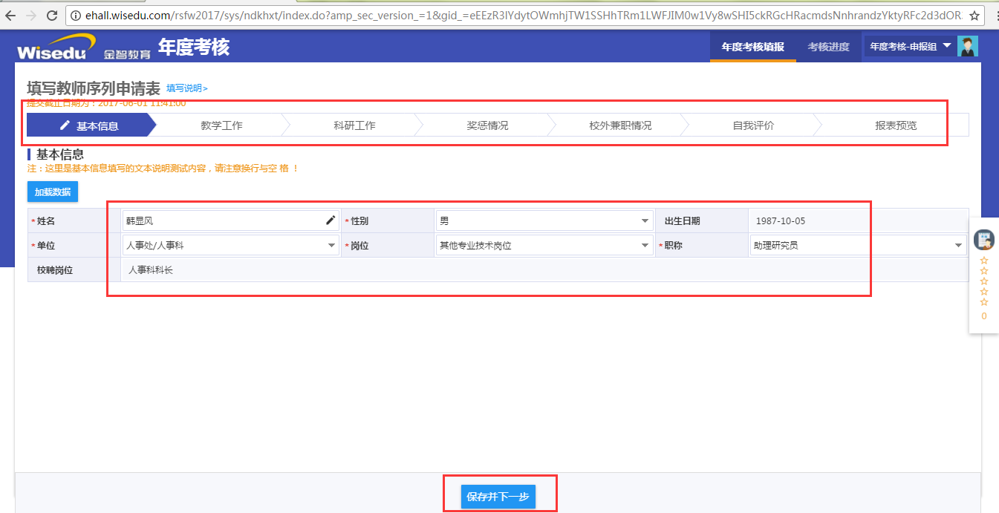 ehall.wisedu.com/rsfw2017/sys/ndkhxt/index.do?amp_sec_version_=1&gid_=eEEzR3lYdytOWmhjTW1SSHhTRm1LWFJIM0w1Vy8wSHI5ckRGcHRacmdsNnhrandzYktyRFc2d3dOR
Wisedu 金智教育 年度考核 年度考核填报 考核进度 年度考核-申报组
填写教师序列申请表 填写说明>
提交截止日期为：2017-06-01 11:41:00
基本信息 教学工作 科研工作 奖惩情况 校外兼职情况 自我评价 报表预览
基本信息
注：这里是基本信息填写的文本说明测试内容，请注意换行与空 格 ！
加载数据
*姓名 韩显风 *性别 男 出生日期 1987-10-05
*单位 人事处/人事科 *岗位 其他专业技术岗位 *职称 助理研究员
校聘岗位 人事科科长
0
保存并下一步